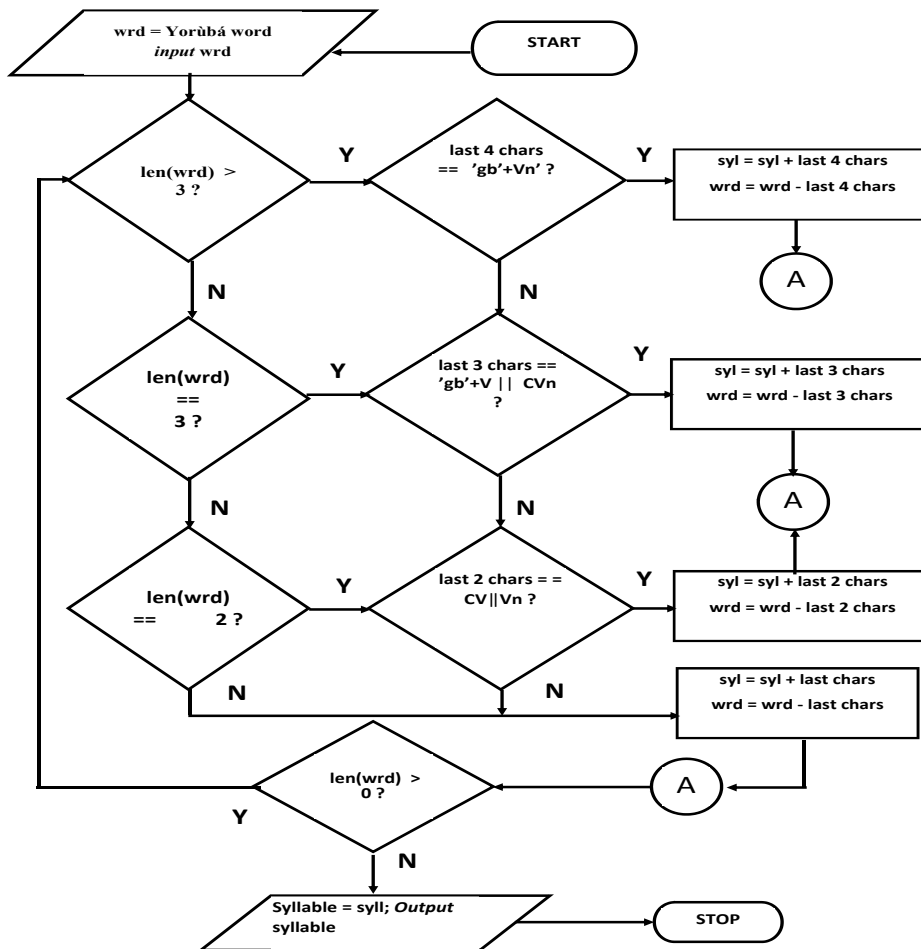 START
wrd = Yorùbá word
input wrd
len(wrd) >
3 ?
Y
last 4 chars
== 'gb'+Vn' ?
Y
syl = syl + last 4 chars
wrd = wrd - last 4 chars
A
N
N
len(wrd)
==
3 ?
Y
last 3 chars ==
'gb'+V || CVn
?
Y
syl = syl + last 3 chars
wrd = wrd - last 3 chars
A
N
N
len(wrd)
== 2 ?
Y
last 2 chars = =
CV||Vn ?
Y
syl = syl + last 2 chars
wrd = wrd - last 2 chars
N
N
syl = syl + last chars
wrd = wrd - last chars
len(wrd) >
0 ?
A
Y
N
Syllable = syll; Output
syllable
STOP